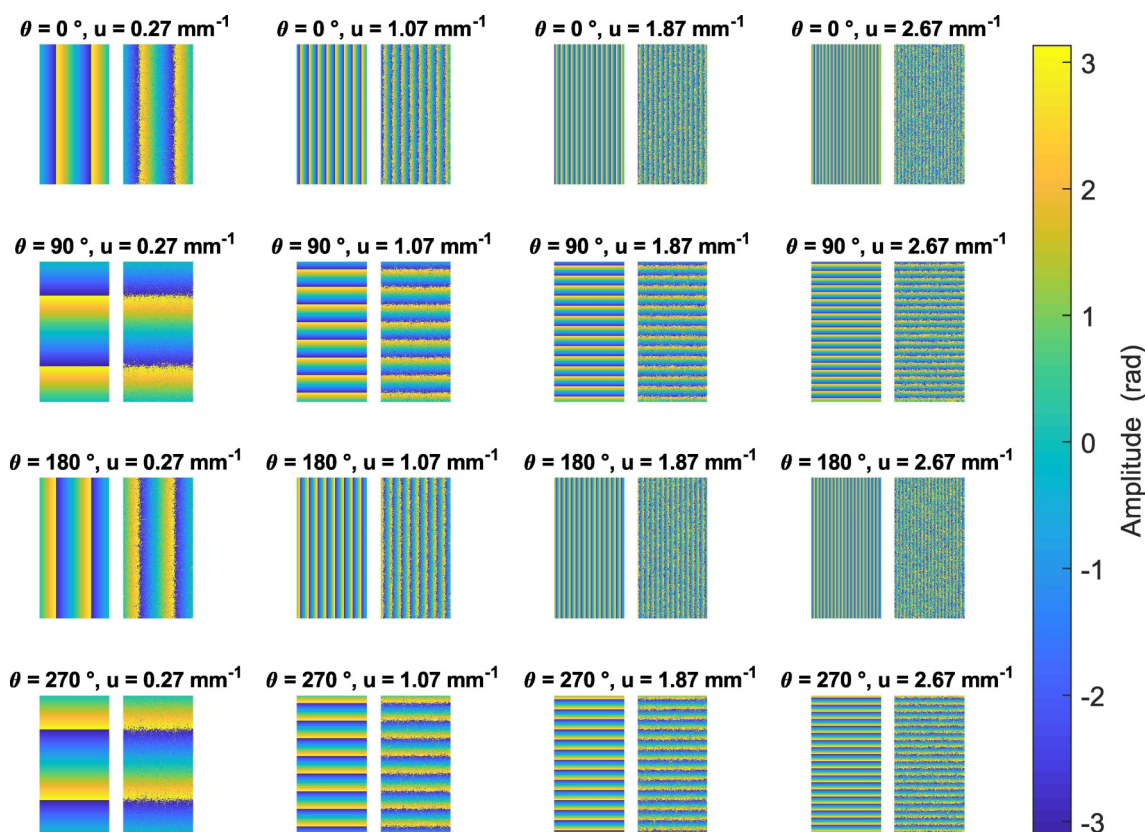 θ = 0 °, u = 0.27 mm⁻¹
θ = 0 °, u = 1.07 mm⁻¹
θ = 0 °, u = 1.87 mm⁻¹
θ = 0 °, u = 2.67 mm⁻¹
θ = 90 °, u = 0.27 mm⁻¹
θ = 90 °, u = 1.07 mm⁻¹
θ = 90 °, u = 1.87 mm⁻¹
θ = 90 °, u = 2.67 mm⁻¹
θ = 180 °, u = 0.27 mm⁻¹
θ = 180 °, u = 1.07 mm⁻¹
θ = 180 °, u = 1.87 mm⁻¹
θ = 180 °, u = 2.67 mm⁻¹
θ = 270 °, u = 0.27 mm⁻¹
θ = 270 °, u = 1.07 mm⁻¹
θ = 270 °, u = 1.87 mm⁻¹
θ = 270 °, u = 2.67 mm⁻¹
3
2
1
0
-1
-2
-3
Amplitude (rad)